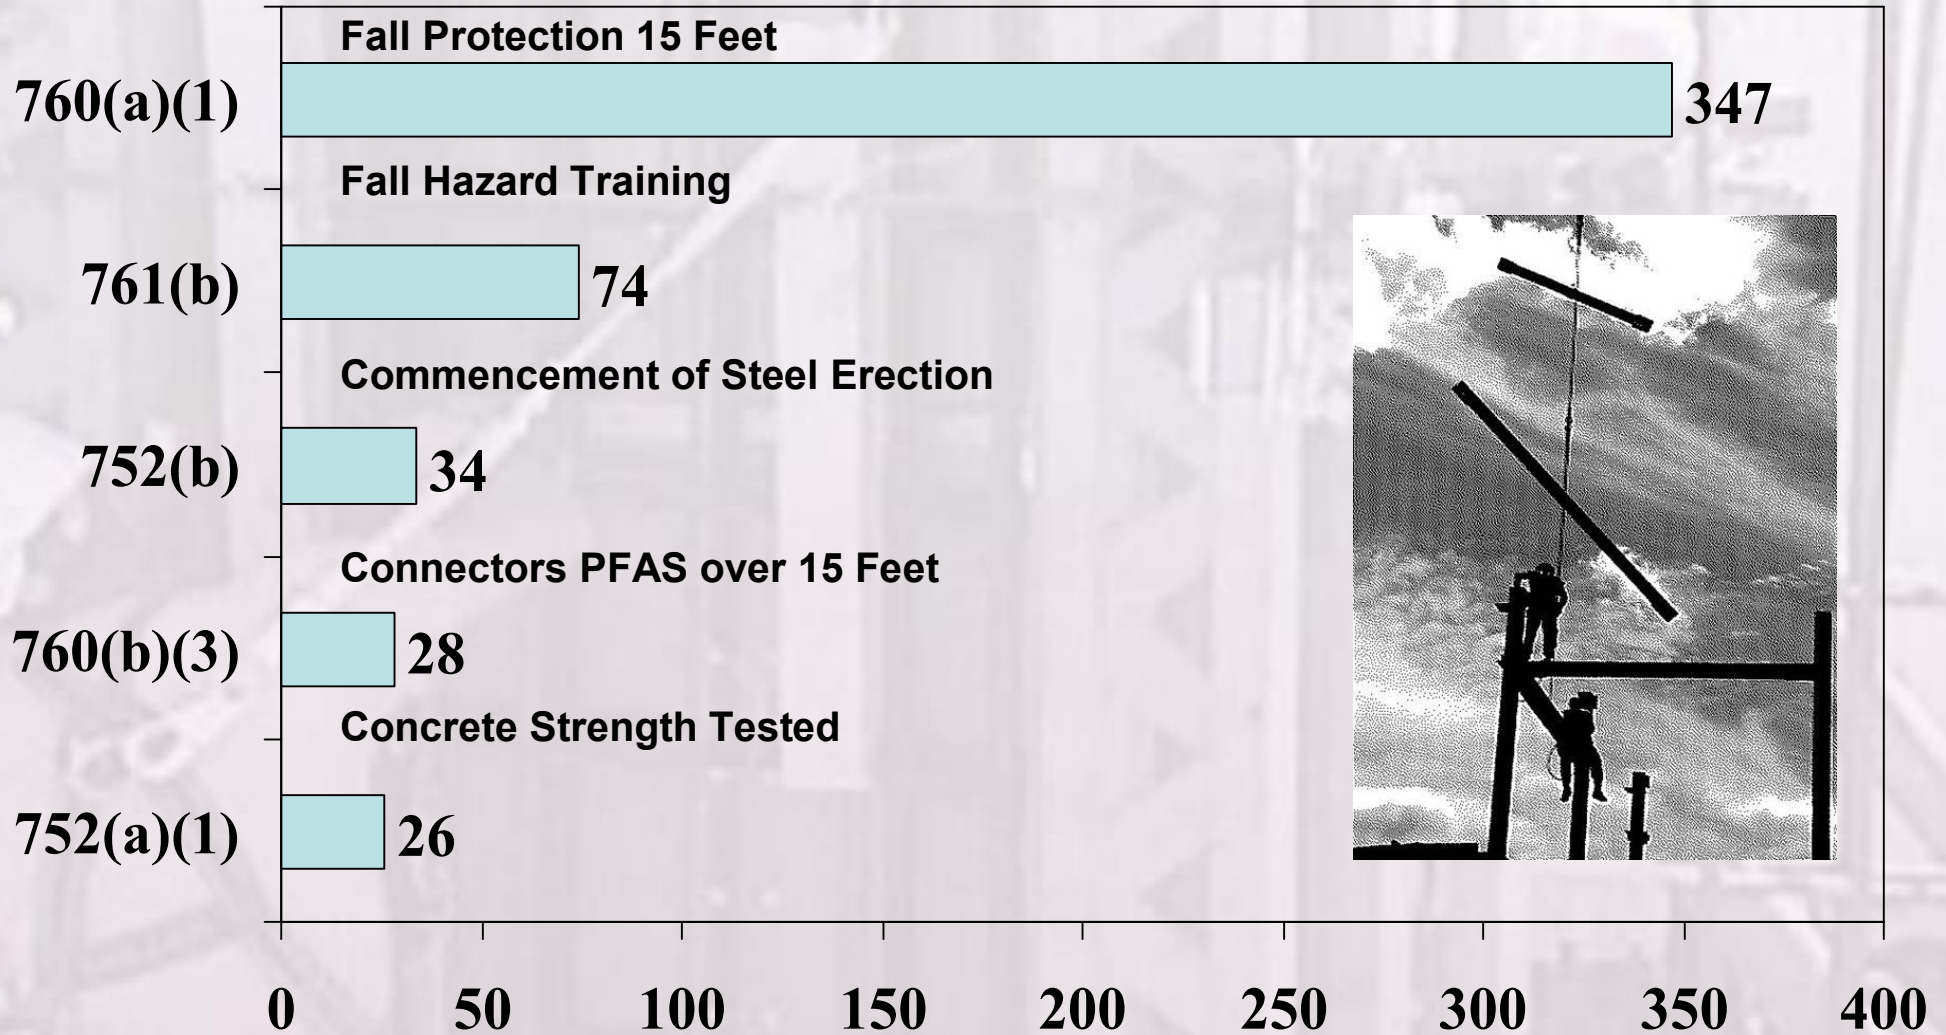 Fall Protection 15 Feet
760(a)(1) 347
Fall Hazard Training
761(b) 74
Commencement of Steel Erection
752(b) 34
Connectors PFAS over 15 Feet
760(b)(3) 28
Concrete Strength Tested
752(a)(1) 26
0 50 100 150 200 250 300 350 400